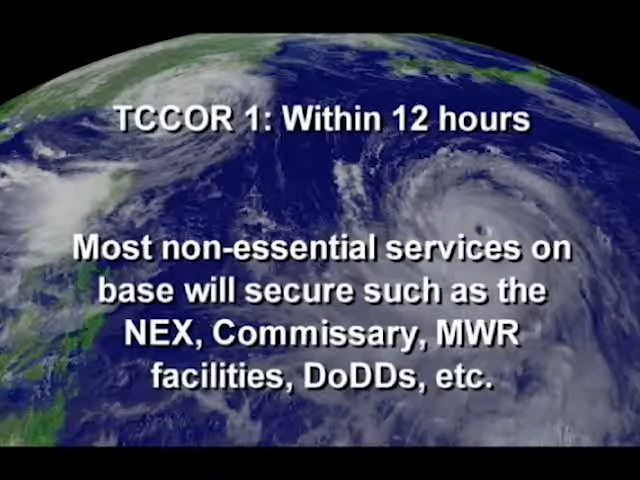 TCCOR 1: Within 12 hours
Most non-essential services on
base will secure such as the
NEX, Commissary, MWR
facilities, DoDDs, etc.